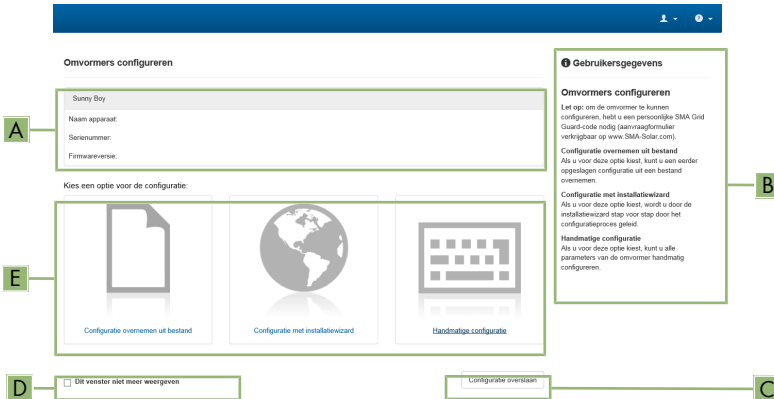 Omvormers configureren
Sunny Boy
Naam apparaat:
Serienummer:
Firmwareversie:
Kies een optie voor de configuratie:
Configuratie overnemen uit bestand
Configuratie met installatiewizard
Handmatige configuratie
Dit venster niet meer weergeven
Configuratie overslaan
Gebruikersgegevens
Omvormers configureren
Let op: om de omvormer te kunnen
configureren, hebt u een persoonlijke SMA Grid
Guard-code nodig (aanvraagformulier
verkrijgbaar op www.SMA-Solar.com).
Configuratie overnemen uit bestand
Als u voor deze optie kiest, kunt u een eerder
opgeslagen configuratie uit een bestand
overnemen.
Configuratie met installatiewizard
Als u voor deze optie kiest, wordt u door de
installatiewizard stap voor stap door het
configuratieproces geleid.
Handmatige configuratie
Als u voor deze optie kiest, kunt u alle
parameters van de omvormer handmatig
configureren.
A
B
E
D
C